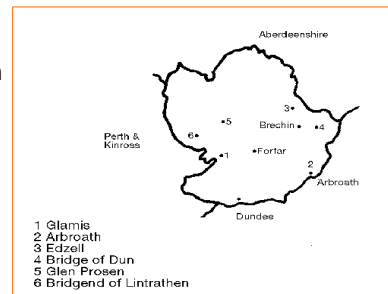 Aberdeenshire
3
5
Brechin
4
Perth &
Kinross
6
1
Forfar
2
Arbroath
Dundee
1 Glamis
2 Arbroath
3 Edzell
4 Bridge of Dun
5 Glen Prosen
6 Bridgend of Lintrathen